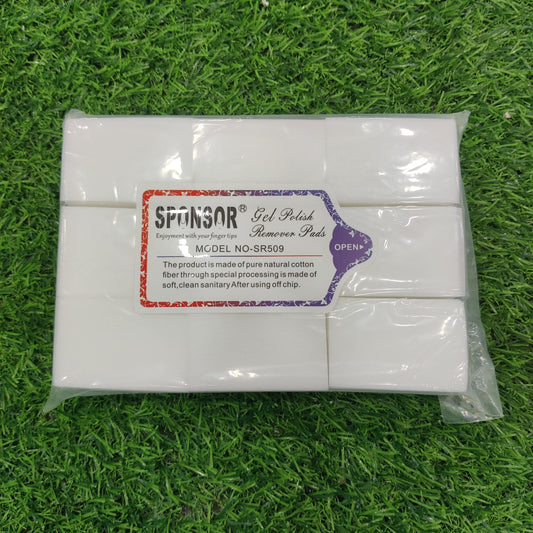 SPONSOR® Gel Polish
Enjoyment with your finger tips Remover Pads
MODEL NO-SR509
OPEN
The product is made of pure natural cotton
fiber through special processing is made of
soft,clean sanitary After using off chip.